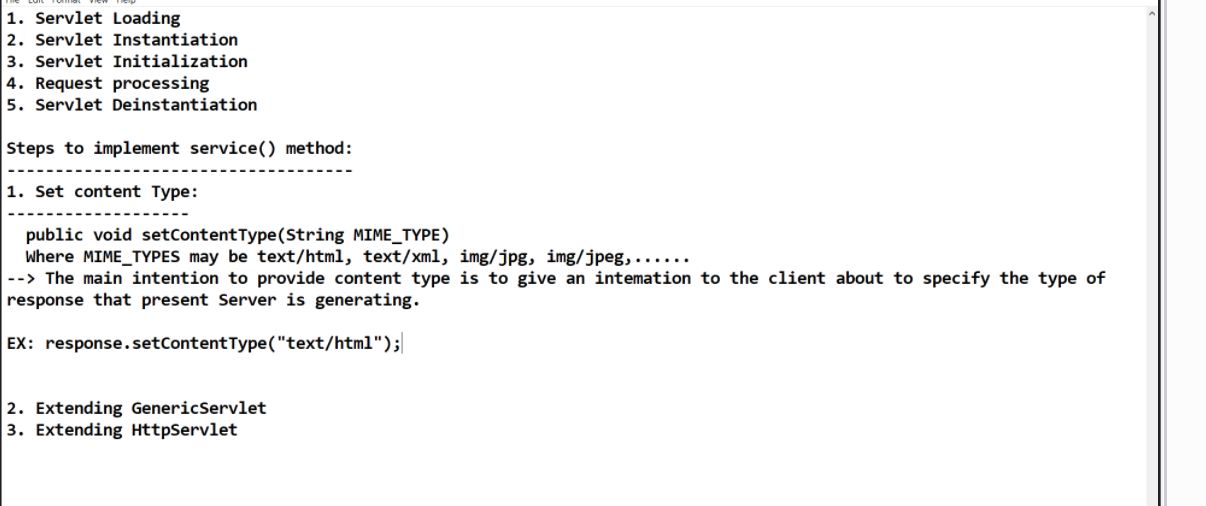 File Edit Format View Help
1. Servlet Loading
2. Servlet Instantiation
3. Servlet Initialization
4. Request processing
5. Servlet Deinstantiation
Steps to implement service() method:
------------------------------------
1. Set content Type:
-------------------
public void setContentType(String MIME_TYPE)
Where MIME_TYPES may be text/html, text/xml, img/jpg, img/jpeg,......
--> The main intention to provide content type is to give an intemation to the client about to specify the type of
response that present Server is generating.
EX: response.setContentType("text/html");
2. Extending GenericServlet
3. Extending HttpServlet